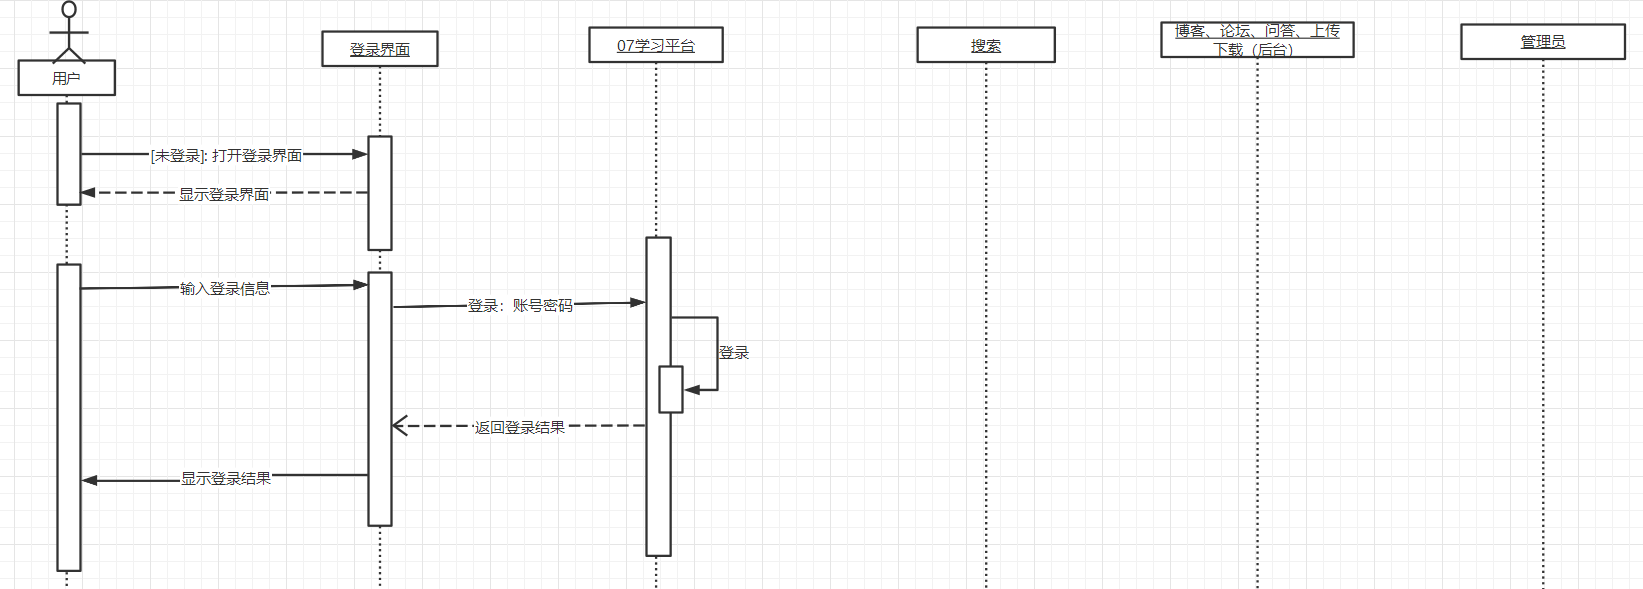 用户
登录界面
07学习平台
搜索
博客、论坛、问答、上传
下载（后台）
管理员
[未登录]: 打开登录界面
显示登录界面
输入登录信息
登录：账号密码
登录
返回登录结果
显示登录结果